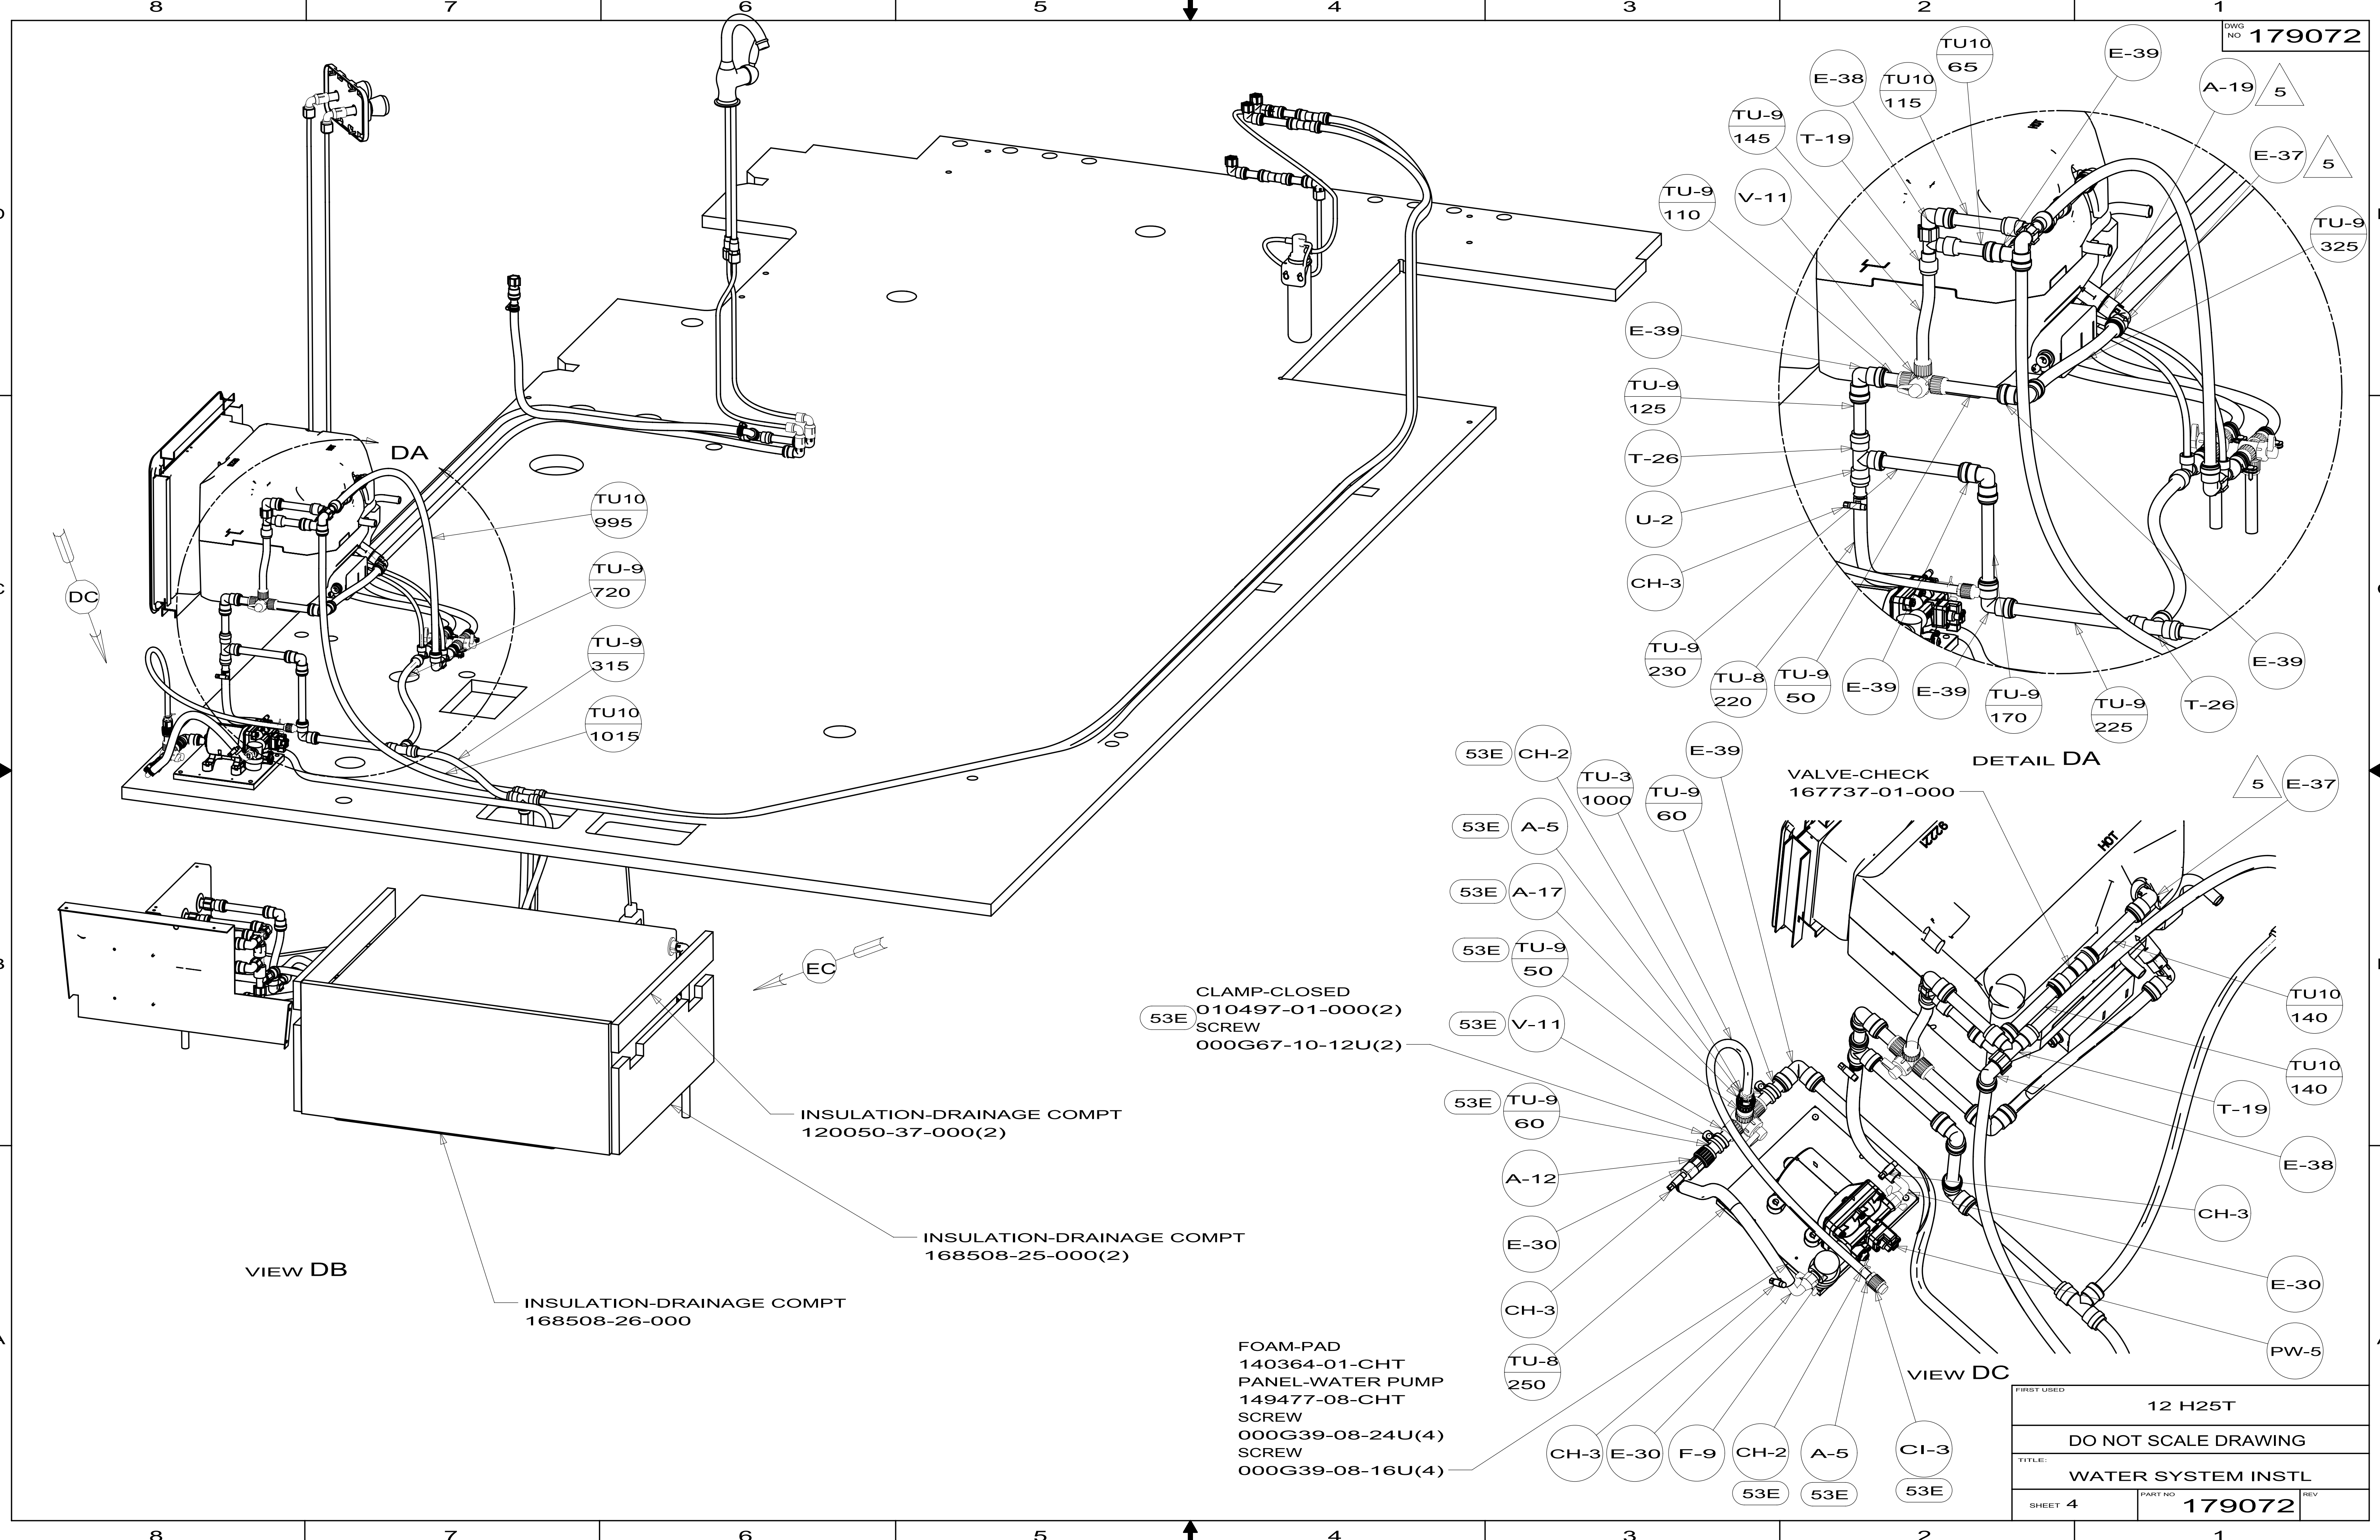 8 7 6 5 4 3 2 1
DWG NO 179072
D
C
B
A
DA
TU10 995
TU-9 720
TU-9 315
TU10 1015
DC
EC
INSULATION-DRAINAGE COMPT
120050-37-000(2)
INSULATION-DRAINAGE COMPT
168508-25-000(2)
INSULATION-DRAINAGE COMPT
168508-26-000
VIEW DB
TU10 65
E-39
E-38
TU10 115
A-19 5
TU-9 145
T-19
E-37 5
TU-9 110
V-11
TU-9 325
E-39
TU-9 125
T-26
U-2
CH-3
TU-9 230
TU-8 220
TU-9 50
E-39
E-39
TU-9 170
TU-9 225
T-26
E-39
DETAIL DA
53E CH-2
TU-3 1000
TU-9 60
E-39
VALVE-CHECK
167737-01-000
5 E-37
53E A-5
53E A-17
53E TU-9 50
53E V-11
53E TU-9 60
CLAMP-CLOSED
53E 010497-01-000(2)
SCREW
000G67-10-12U(2)
A-12
E-30
CH-3
TU-8 250
HOT
TU10 140
TU10 140
T-19
E-38
CH-3
E-30
PW-5
FOAM-PAD
140364-01-CHT
PANEL-WATER PUMP
149477-08-CHT
SCREW
000G39-08-24U(4)
SCREW
000G39-08-16U(4)
CH-3 E-30 F-9 CH-2 A-5 CI-3
53E 53E 53E
VIEW DC
FIRST USED
12 H25T
DO NOT SCALE DRAWING
TITLE:
WATER SYSTEM INSTL
SHEET 4 PART NO 179072 REV
8 7 6 5 4 3 2 1